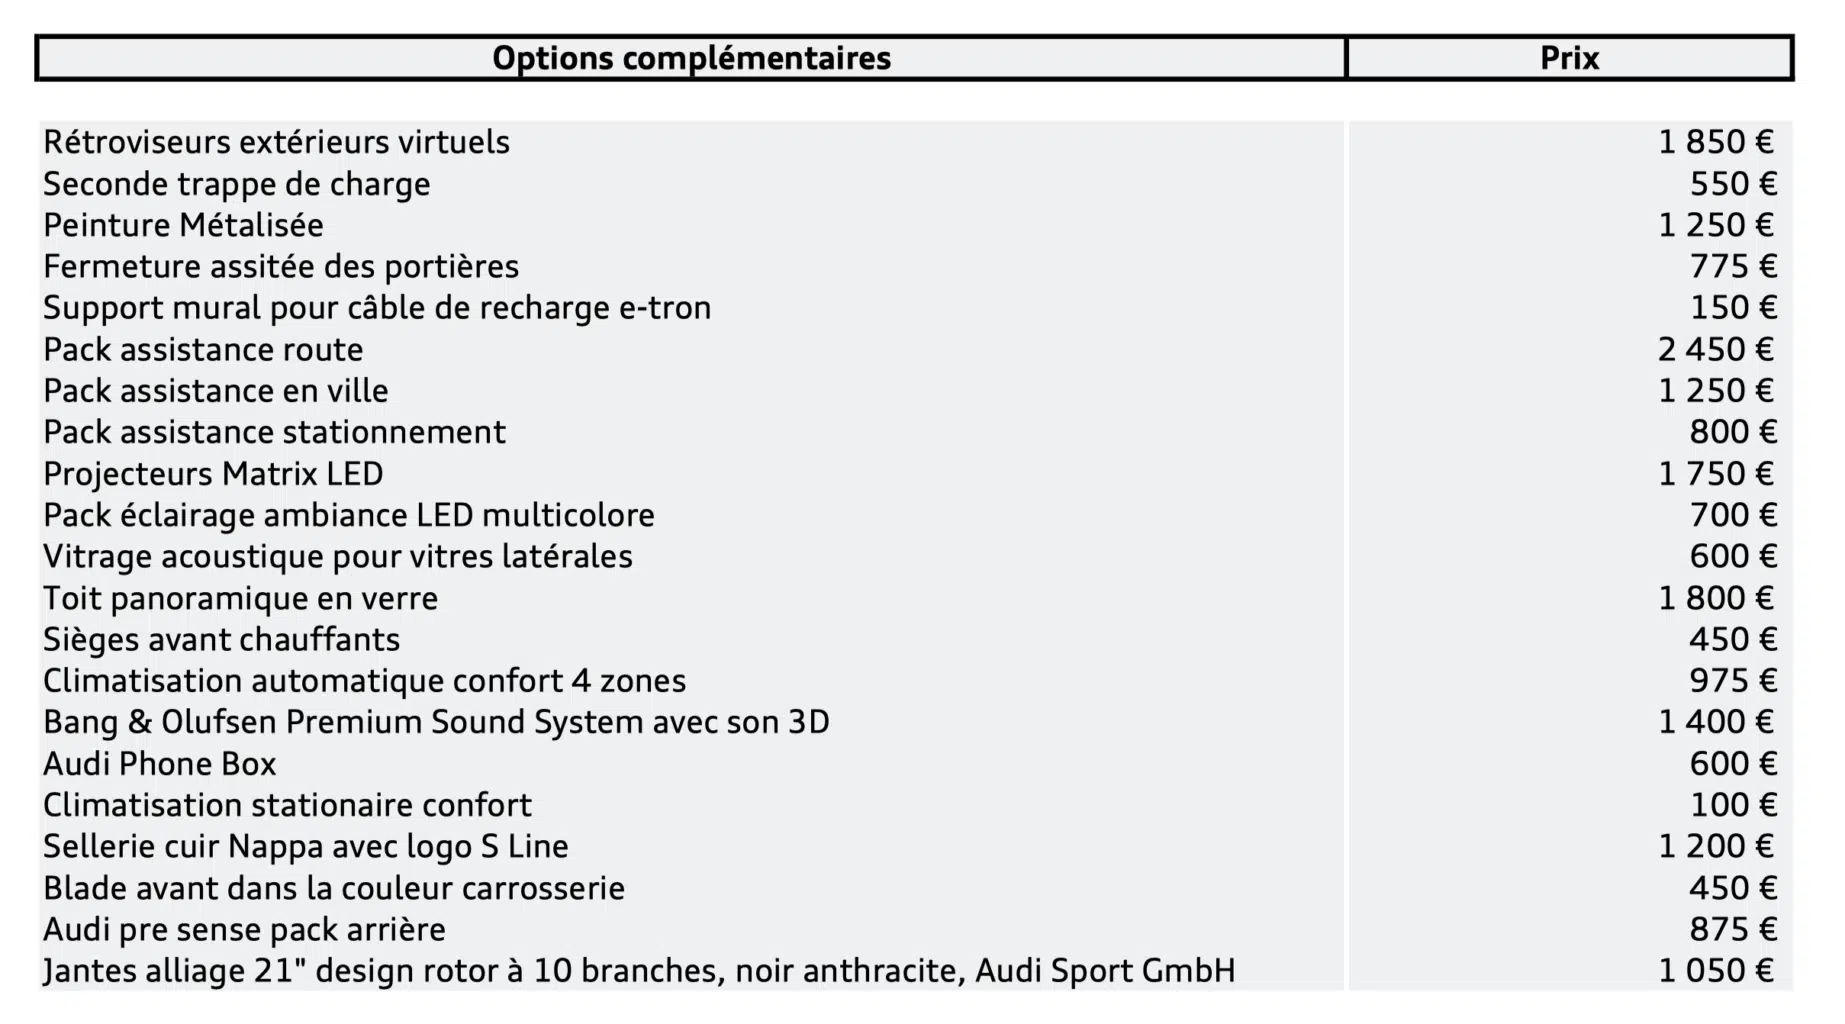 Options complémentaires Prix
Rétroviseurs extérieurs virtuels 1 850 €
Seconde trappe de charge 550 €
Peinture Métalisée 1 250 €
Fermeture assitée des portières 775 €
Support mural pour câble de recharge e-tron 150 €
Pack assistance route 2 450 €
Pack assistance en ville 1 250 €
Pack assistance stationnement 800 €
Projecteurs Matrix LED 1 750 €
Pack éclairage ambiance LED multicolore 700 €
Vitrage acoustique pour vitres latérales 600 €
Toit panoramique en verre 1 800 €
Sièges avant chauffants 450 €
Climatisation automatique confort 4 zones 975 €
Bang & Olufsen Premium Sound System avec son 3D 1 400 €
Audi Phone Box 600 €
Climatisation stationaire confort 100 €
Sellerie cuir Nappa avec logo S Line 1 200 €
Blade avant dans la couleur carrosserie 450 €
Audi pre sense pack arrière 875 €
Jantes alliage 21" design rotor à 10 branches, noir anthracite, Audi Sport GmbH 1 050 €